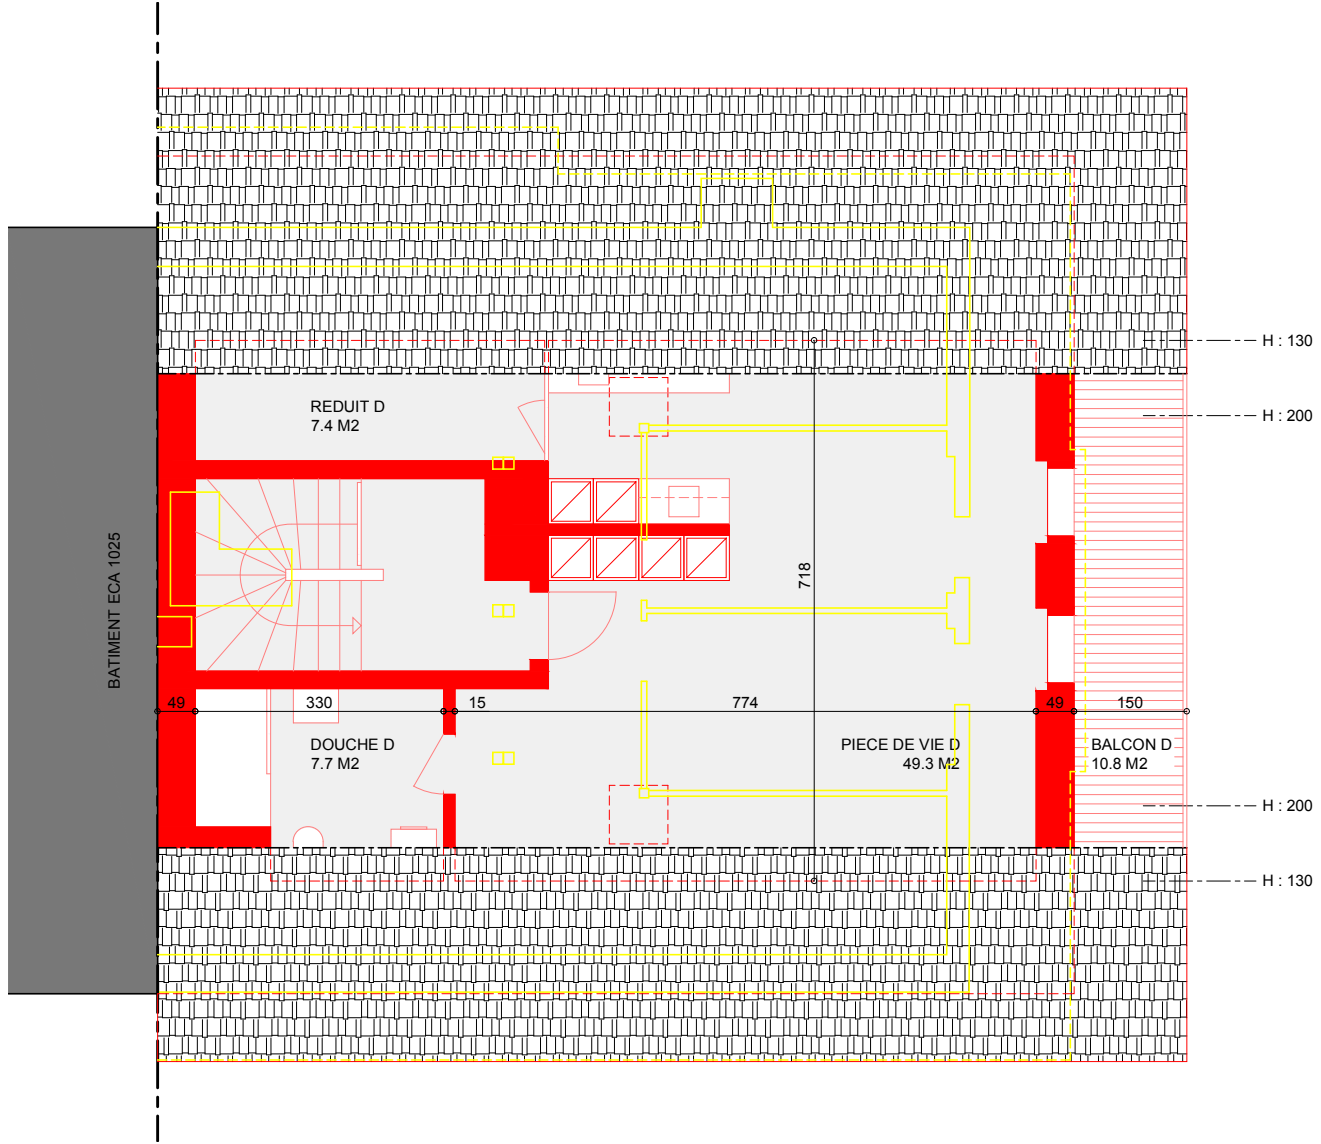 H : 130
REDUIT D
7.4 M2
H : 200
BATIMENT ECA 1025
718
49
330
15
774
49
150
DOUCHE D
7.7 M2
PIECE DE VIE D
49.3 M2
BALCON D
10.8 M2
H : 200
H : 130